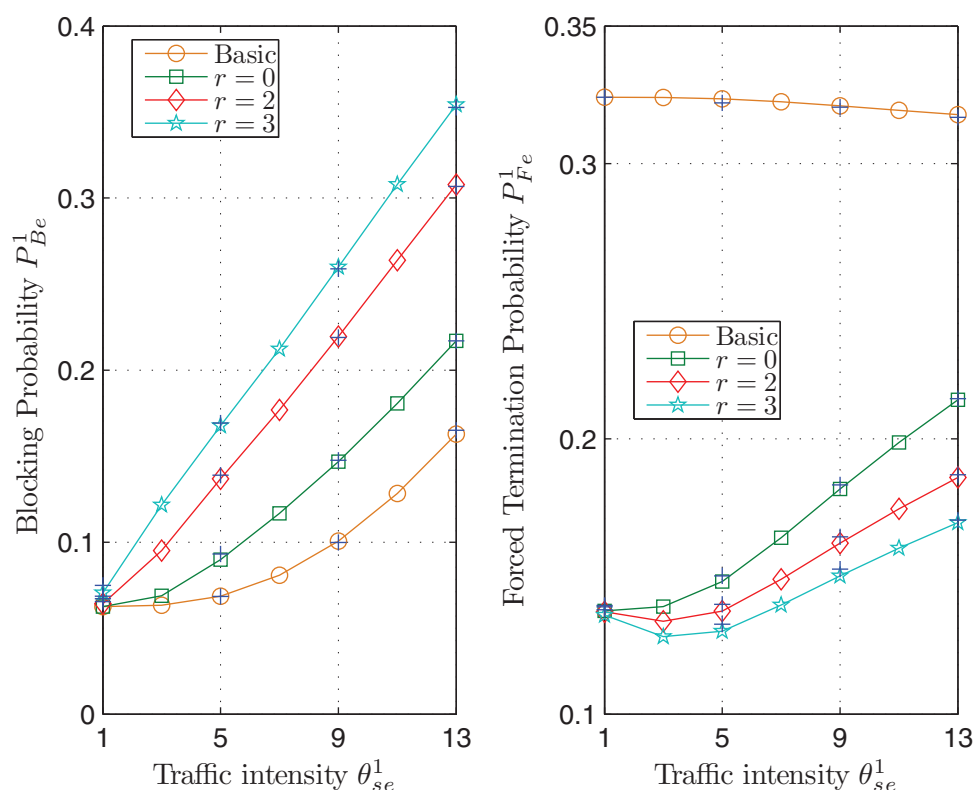 Blocking Probability P^1_{Be}
0.4
0.3
0.2
0.1
0
Basic
r = 0
r = 2
r = 3
1 5 9 13
Traffic intensity θ^1_{se}
Forced Termination Probability P^1_{Fe}
0.35
0.3
0.2
0.1
Basic
r = 0
r = 2
r = 3
1 5 9 13
Traffic intensity θ^1_{se}